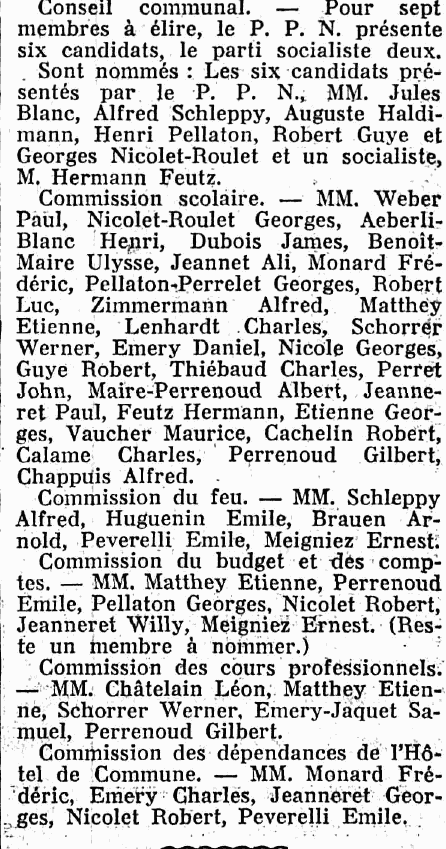 Conseil communal. — Pour sept
membres à élire, le P. P. N. présente
six candidats, le parti socialiste deux.
Sont nommés : Les six candidats pré-
sentés par le P. P. N., MM. Jules
Blanc, Alfred Schleppy, Auguste Haldi-
mann, Henri Pellaton, Robert Guye et
Georges Nicolet-Roulet et un socialiste,
M. Hermann Feutz.
Commission scolaire. — MM. Weber
Paul, Nicolet-Roulet Georges, Aeberli-
Blanc Henri, Dubois James, Benoit-
Maire Ulysse, Jeannet Ali, Monard Fré-
déric, Pellaton-Perrelet Georges, Robert
Luc, Zimmermann Alfred, Matthey
Etienne, Lenhardt Charles, Schorrer
Werner, Emery Daniel, Nicole Georges,
Guye Robert, Thiébaud Charles, Perret
John, Maire-Perrenoud Albert, Jeanne-
ret Paul, Feutz Hermann, Etienne Geor-
ges, Vaucher Maurice, Cachelin Robert,
Calame Charles, Perrenoud Gilbert,
Chappuis Alfred.
Commission du feu. — MM. Schleppy
Alfred, Huguenin Emile, Brauen Ar-
nold, Peverelli Emile, Meigniez Ernest.
Commission du budget et des comp-
tes. — MM. Matthey Etienne, Perrenoud
Emile, Pellaton Georges, Nicolet Robert,
Jeanneret Willy, Meigniez Ernest. (Res-
te un membre à nommer.)
Commission des cours professionnels.
— MM. Châtelain Léon, Matthey Etien-
ne, Schorrer Werner, Emery-Jaquet Sa-
muel, Perrenoud Gilbert.
Commission des dépendances de l'Hô-
tel de Commune. — MM. Monard Fré-
déric, Emery Charles, Jeanneret Geor-
ges, Nicolet Robert, Peverelli Emile.